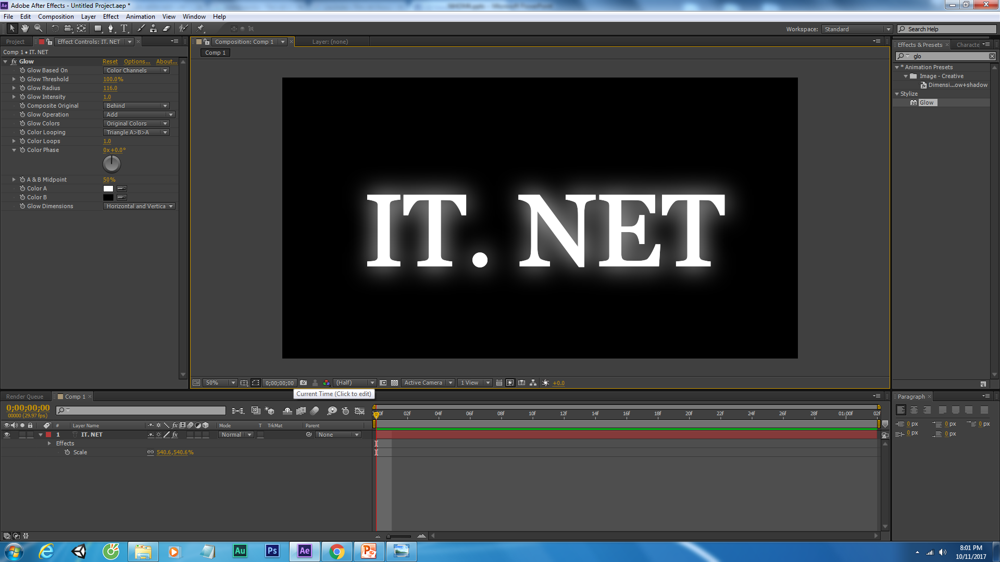 Adobe After Effects - Untitled Project.aep *
File Edit Composition Layer Effect Animation View Window Help
Workspace: Standard Search Help
Project Effect Controls: IT. NET
Comp 1 • IT. NET
fx Glow Reset Options... About...
Glow Based On Color Channels
Glow Threshold 100.0%
Glow Radius 116.0
Glow Intensity 1.0
Composite Original Behind
Glow Operation Add
Glow Colors Original Colors
Color Looping Triangle A>B>A
Color Loops 1.0
Color Phase 0x+0.0°
A & B Midpoint 50%
Color A
Color B
Glow Dimensions Horizontal and Vertica
Composition: Comp 1 Layer: (none)
Comp 1
IT. NET
50% 0;00;00;00 (Half) Active Camera 1 View +0.0
Current Time (Click to edit)
Effects & Presets Characte
glo
* Animation Presets
Image - Creative
Dimensi...ow+shadow
Stylize
32 Glow
Render Queue Comp 1
0;00;00;00
00000 (29.97 fps)
02f 04f 06f 08f 10f 12f 14f 16f 18f 20f 22f 24f 26f 28f 01:00f 02f
# Layer Name fx Mode T TrkMat Parent
1 T IT. NET fx Normal None
Effects
Scale 540.6,540.6%
Paragraph
0 px 0 px 0 px
0 px 0 px
Au Ps Ae
8:01 PM
10/11/2017